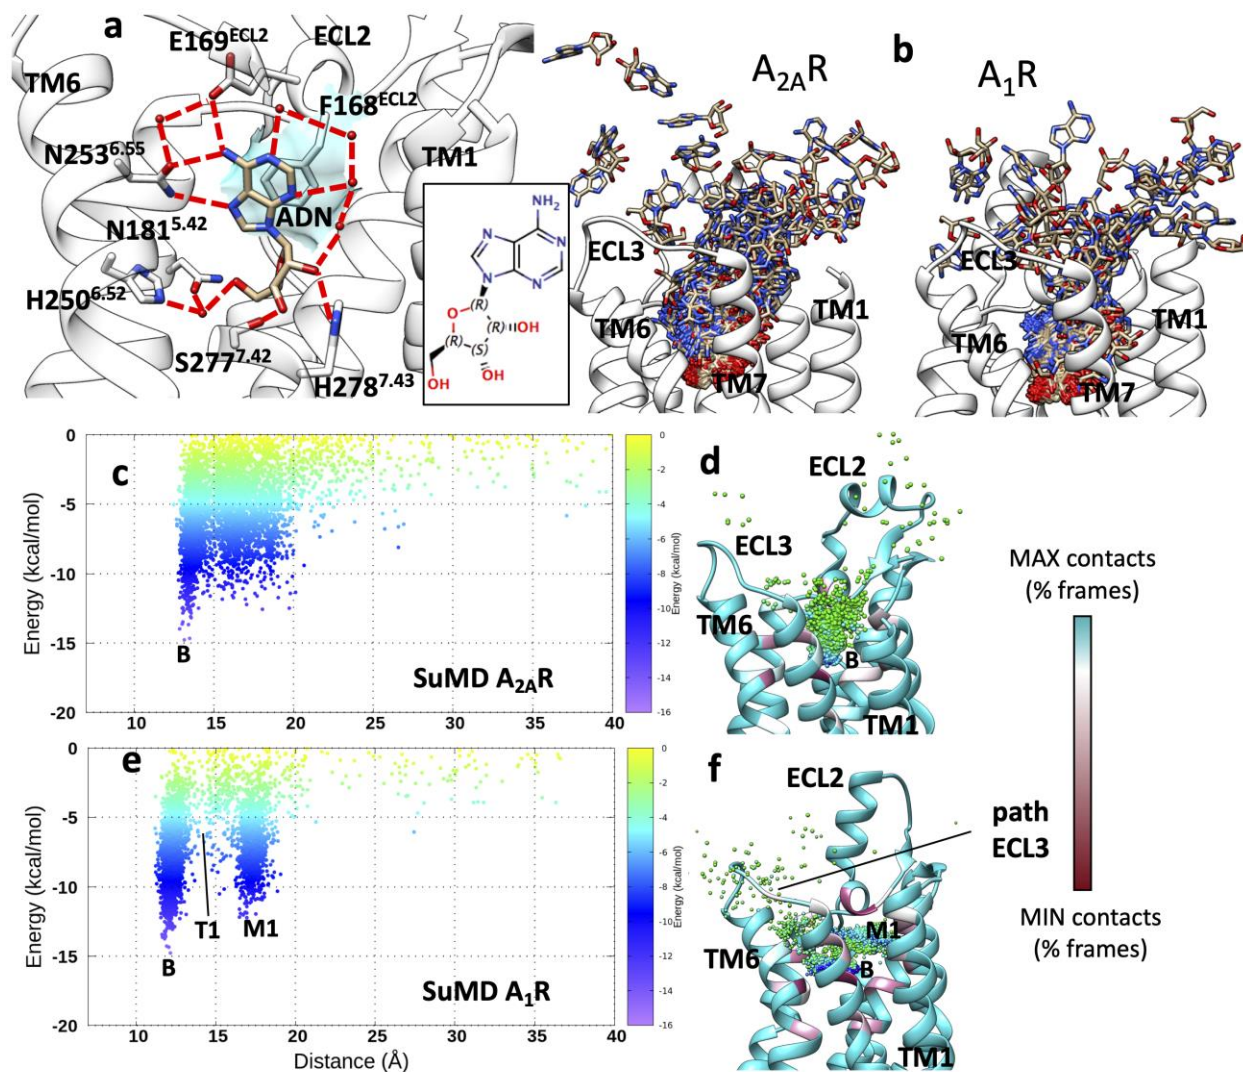 a
E169ECL2
ECL2
TM6
F168ECL2
N2536.55
TM1
ADN
N1815.42
H2506.52
S2777.42
H2787.43
NH2
N
N
N
N
(R)
O
(R)
(R)
(S)
OH
OH
OH
A2AR
ECL3
TM6
TM1
TM7
b
A1R
ECL3
TM6
TM1
TM7
c
Energy (kcal/mol)
0
-5
-10
-15
-20
10 15 20 25 30 35 40
B
SuMD A2AR
Energy (kcal/mol)
0
-2
-4
-6
-8
-10
-12
-14
-16
d
ECL2
ECL3
TM6
B
TM1
MAX contacts
(% frames)
MIN contacts
(% frames)
e
Energy (kcal/mol)
0
-5
-10
-15
-20
10 15 20 25 30 35 40
Distance (Å)
T1
M1
B
SuMD A1R
Energy (kcal/mol)
0
-2
-4
-6
-8
-10
-12
-14
-16
f
ECL2
path
ECL3
M1
TM6
B
TM1